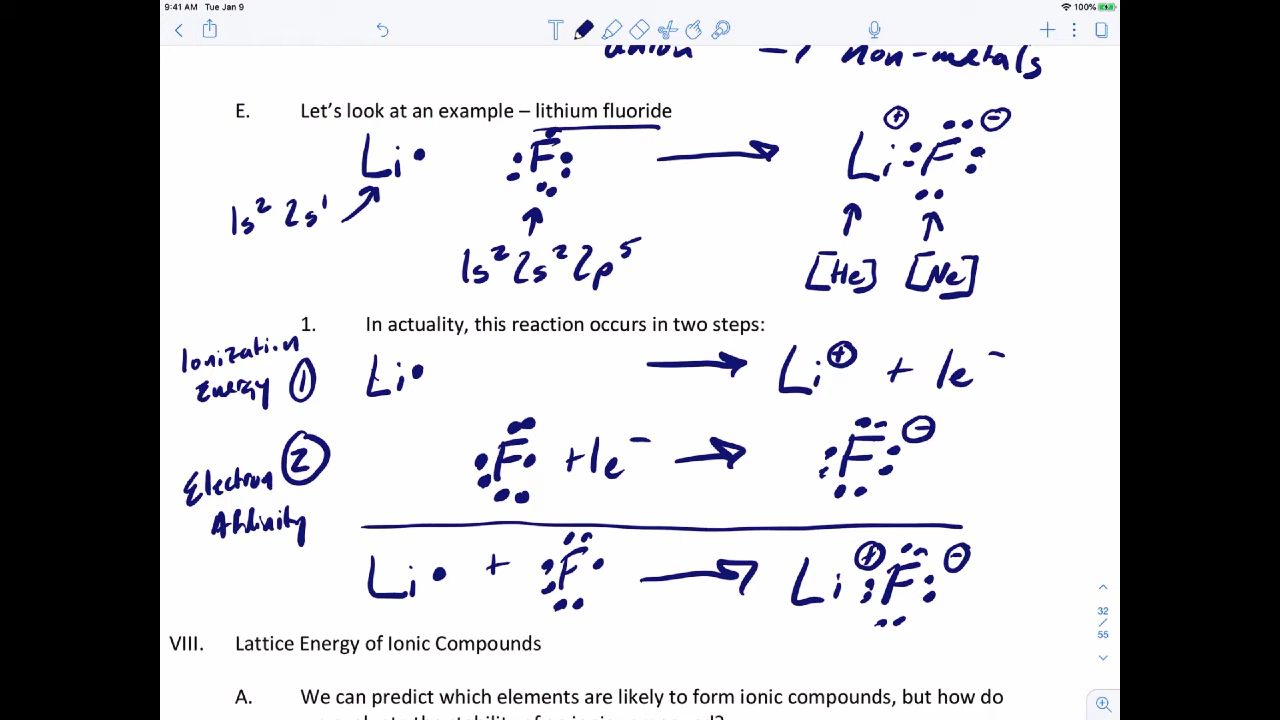 9:41 AM Tue Jan 9
100%
anion → non-metals
E. Let's look at an example – lithium fluoride
Li F → Li⊕ F⊖
1s² 2s¹
1s² 2s² 2p⁵
[He] [Ne]
1. In actuality, this reaction occurs in two steps:
Ionization Energy ① Li• → Li⊕ + 1e⁻
Electron Affinity ② F + 1e⁻ → F⊖
Li• + F → Li⊕ F⊖
VIII. Lattice Energy of Ionic Compounds
32
/
55
A. We can predict which elements are likely to form ionic compounds, but how do